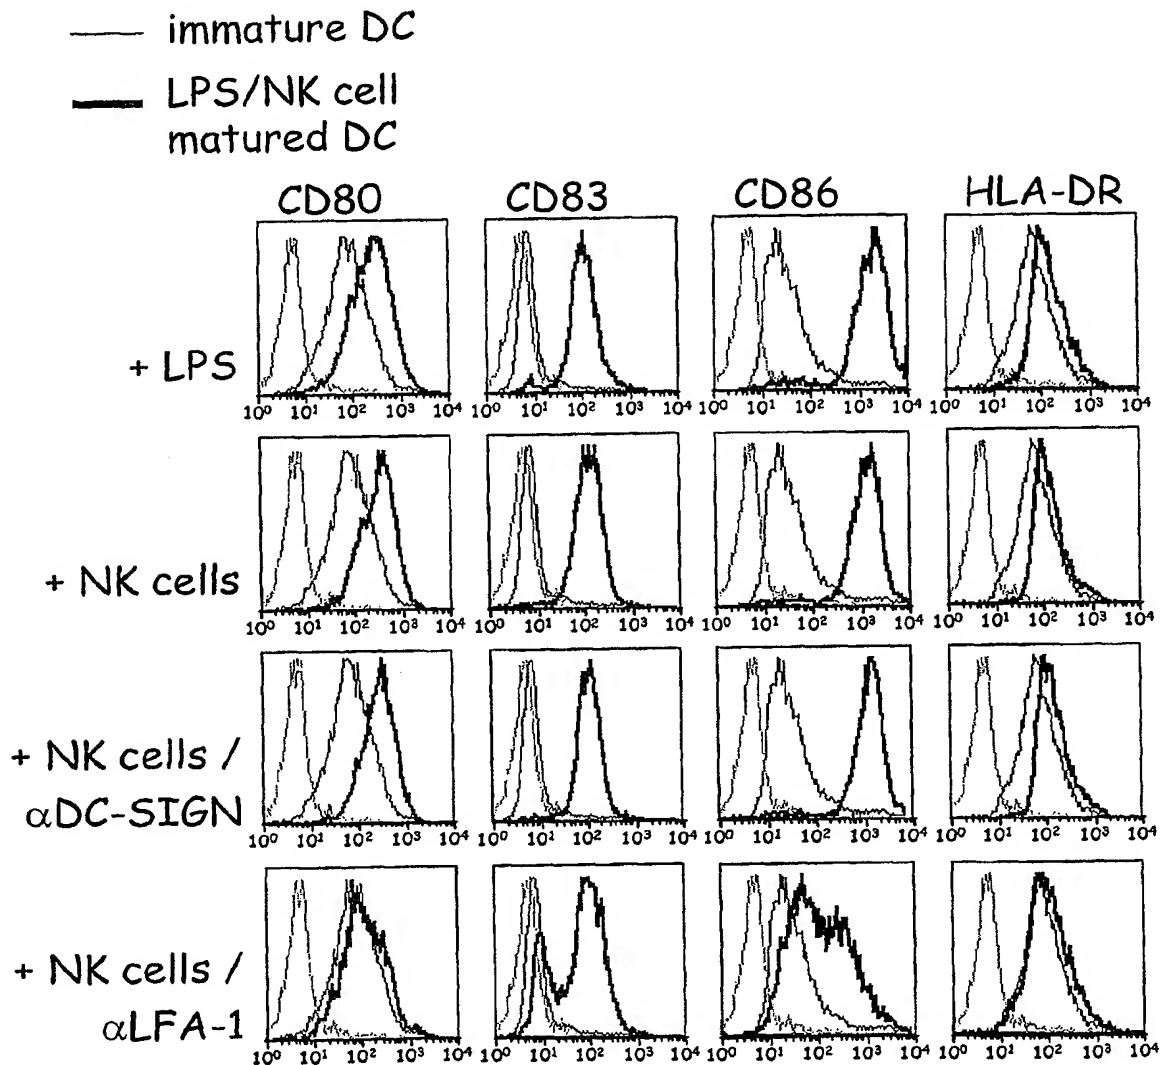 immature DC
LPS/NK cell
matured DC
CD80 CD83 CD86 HLA-DR
+ LPS
10⁰ 10¹ 10² 10³ 10⁴ 10⁰ 10¹ 10² 10³ 10⁴ 10⁰ 10¹ 10² 10³ 10⁴ 10⁰ 10¹ 10² 10³ 10⁴
+ NK cells
10⁰ 10¹ 10² 10³ 10⁴ 10⁰ 10¹ 10² 10³ 10⁴ 10⁰ 10¹ 10² 10³ 10⁴ 10⁰ 10¹ 10² 10³ 10⁴
+ NK cells /
αDC-SIGN
10⁰ 10¹ 10² 10³ 10⁴ 10⁰ 10¹ 10² 10³ 10⁴ 10⁰ 10¹ 10² 10³ 10⁴ 10⁰ 10¹ 10² 10³ 10⁴
+ NK cells /
αLFA-1
10⁰ 10¹ 10² 10³ 10⁴ 10⁰ 10¹ 10² 10³ 10⁴ 10⁰ 10¹ 10² 10³ 10⁴ 10⁰ 10¹ 10² 10³ 10⁴